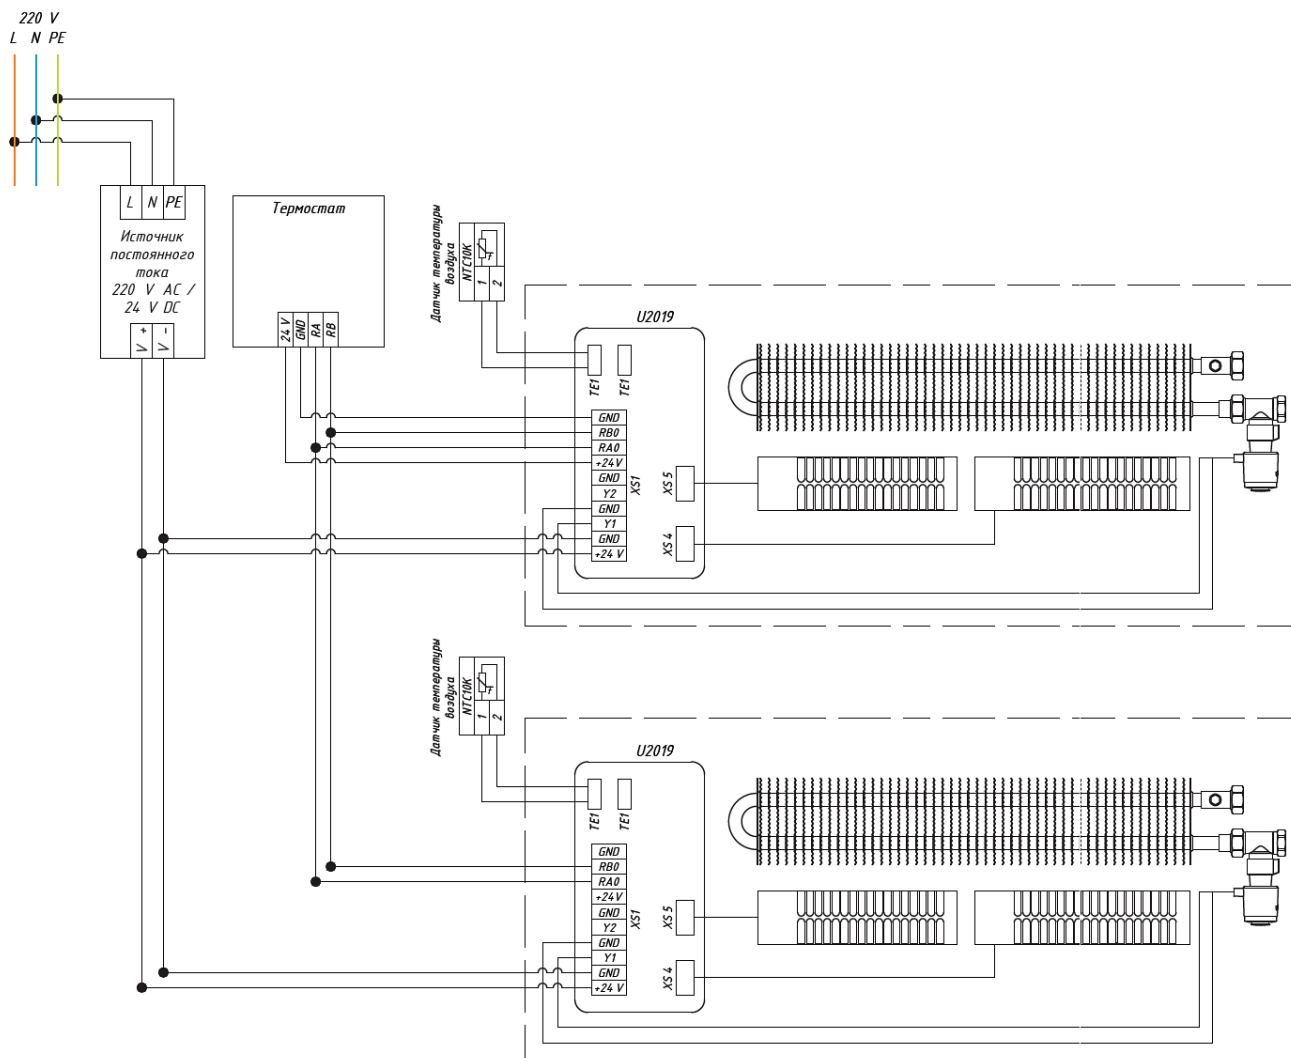 220 V
L N PE
L N PE
Источник
постоянного
тока
220 V AC /
24 V DC
V +
V -
Термостат
24 V
GND
RA
RB
Датчик температуры
воздуха
NTC10K
1
2
U2019
TE1
TE1
GND
RB0
RA0
+24V
GND
Y2
GND
Y1
GND
+24 V
XS1
XS 5
XS 4
Датчик температуры
воздуха
NTC10K
1
2
U2019
TE1
TE1
GND
RB0
RA0
+24V
GND
Y2
GND
Y1
GND
+24 V
XS1
XS 5
XS 4